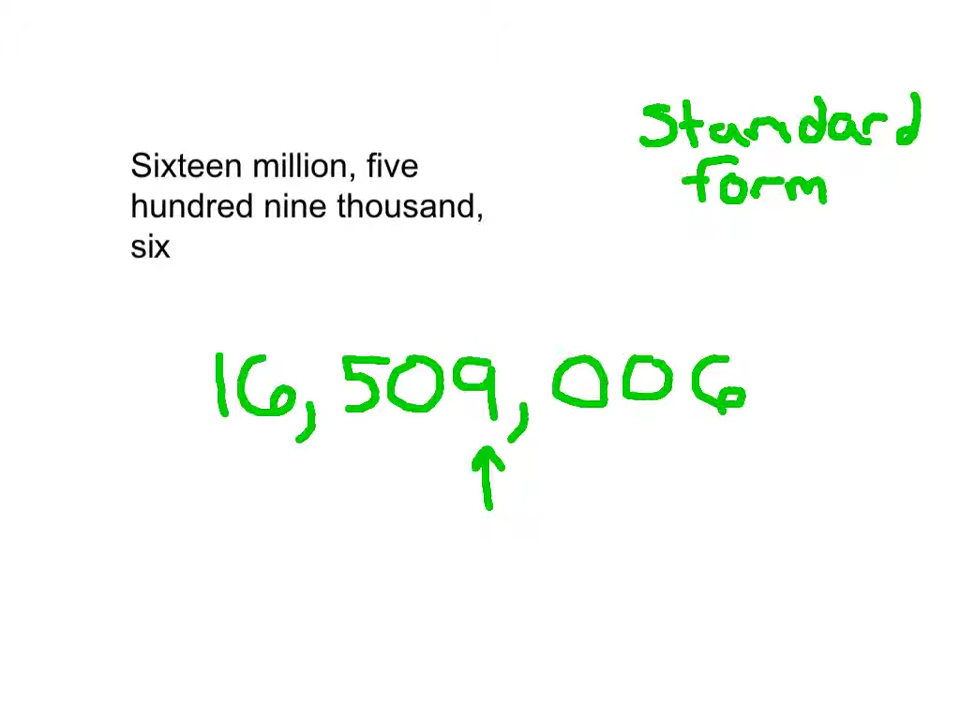 Standard
form
Sixteen million, five
hundred nine thousand,
six
16,509,006